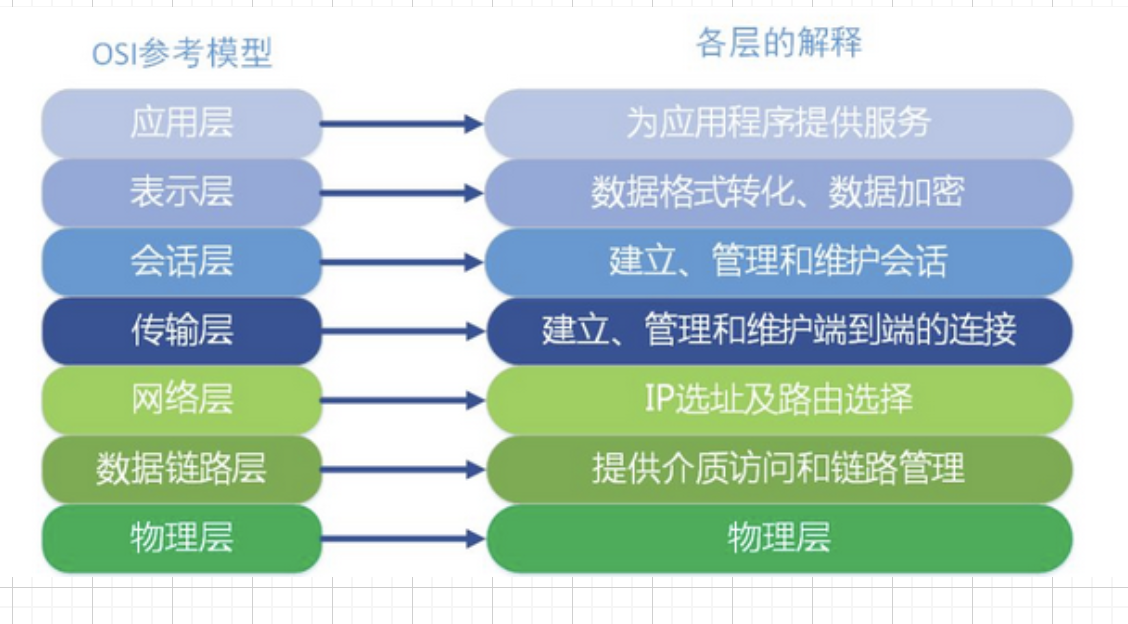 OSI参考模型
各层的解释
应用层
为应用程序提供服务
表示层
数据格式转化、数据加密
会话层
建立、管理和维护会话
传输层
建立、管理和维护端到端的连接
网络层
IP选址及路由选择
数据链路层
提供介质访问和链路管理
物理层
物理层